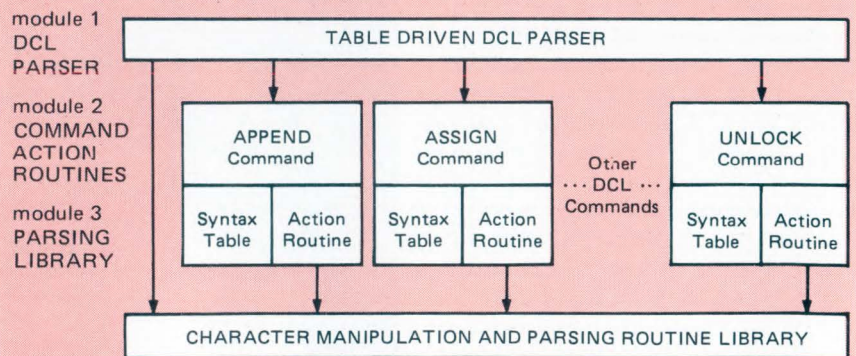 module 1
DCL
PARSER
TABLE DRIVEN DCL PARSER
module 2
COMMAND
ACTION
ROUTINES
APPEND
Command
ASSIGN
Command
Other
... DCL ...
Commands
UNLOCK
Command
module 3
PARSING
LIBRARY
Syntax
Table
Action
Routine
Syntax
Table
Action
Routine
Syntax
Table
Action
Routine
CHARACTER MANIPULATION AND PARSING ROUTINE LIBRARY